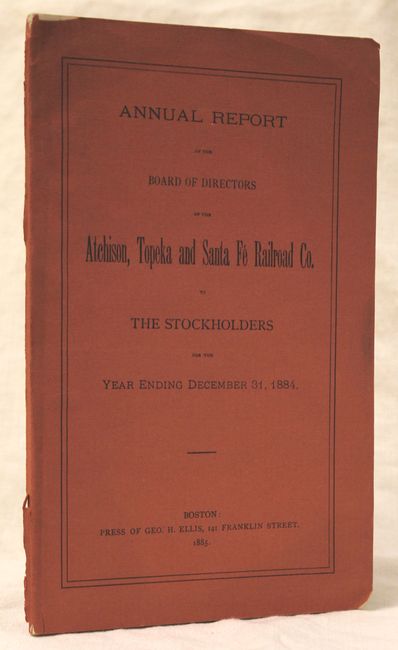 ANNUAL REPORT
OF THE
BOARD OF DIRECTORS
OF THE
Atchison, Topeka and Santa Fé Railroad Co.
TO
THE STOCKHOLDERS
FOR THE
YEAR ENDING DECEMBER 31, 1884.
BOSTON:
PRESS OF GEO. H. ELLIS, 141 FRANKLIN STREET.
1885.